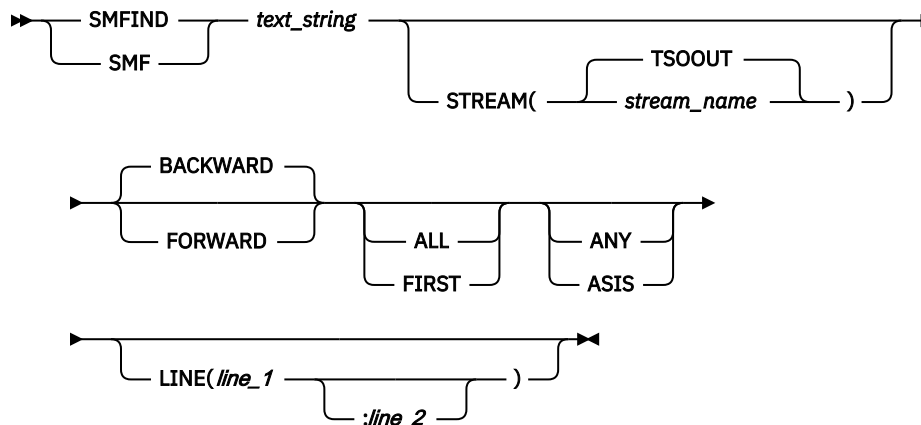 SMFIND text_string
SMF
TSOOUT
STREAM( stream_name )
BACKWARD
FORWARD
ALL
FIRST
ANY
ASIS
LINE(line_1 )
:line_2